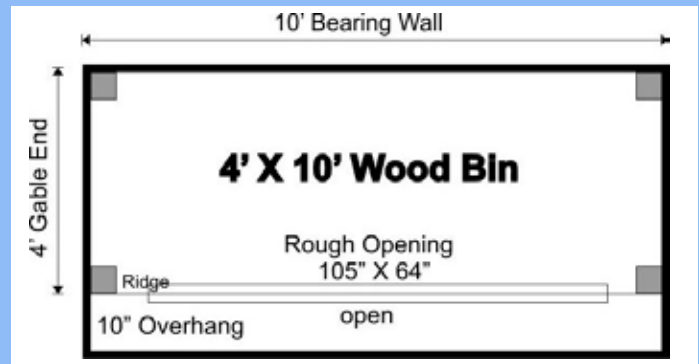 10’ Bearing Wall
4’ Gable End
4’ X 10’ Wood Bin
Rough Opening
105" X 64"
Ridge
10" Overhang
open